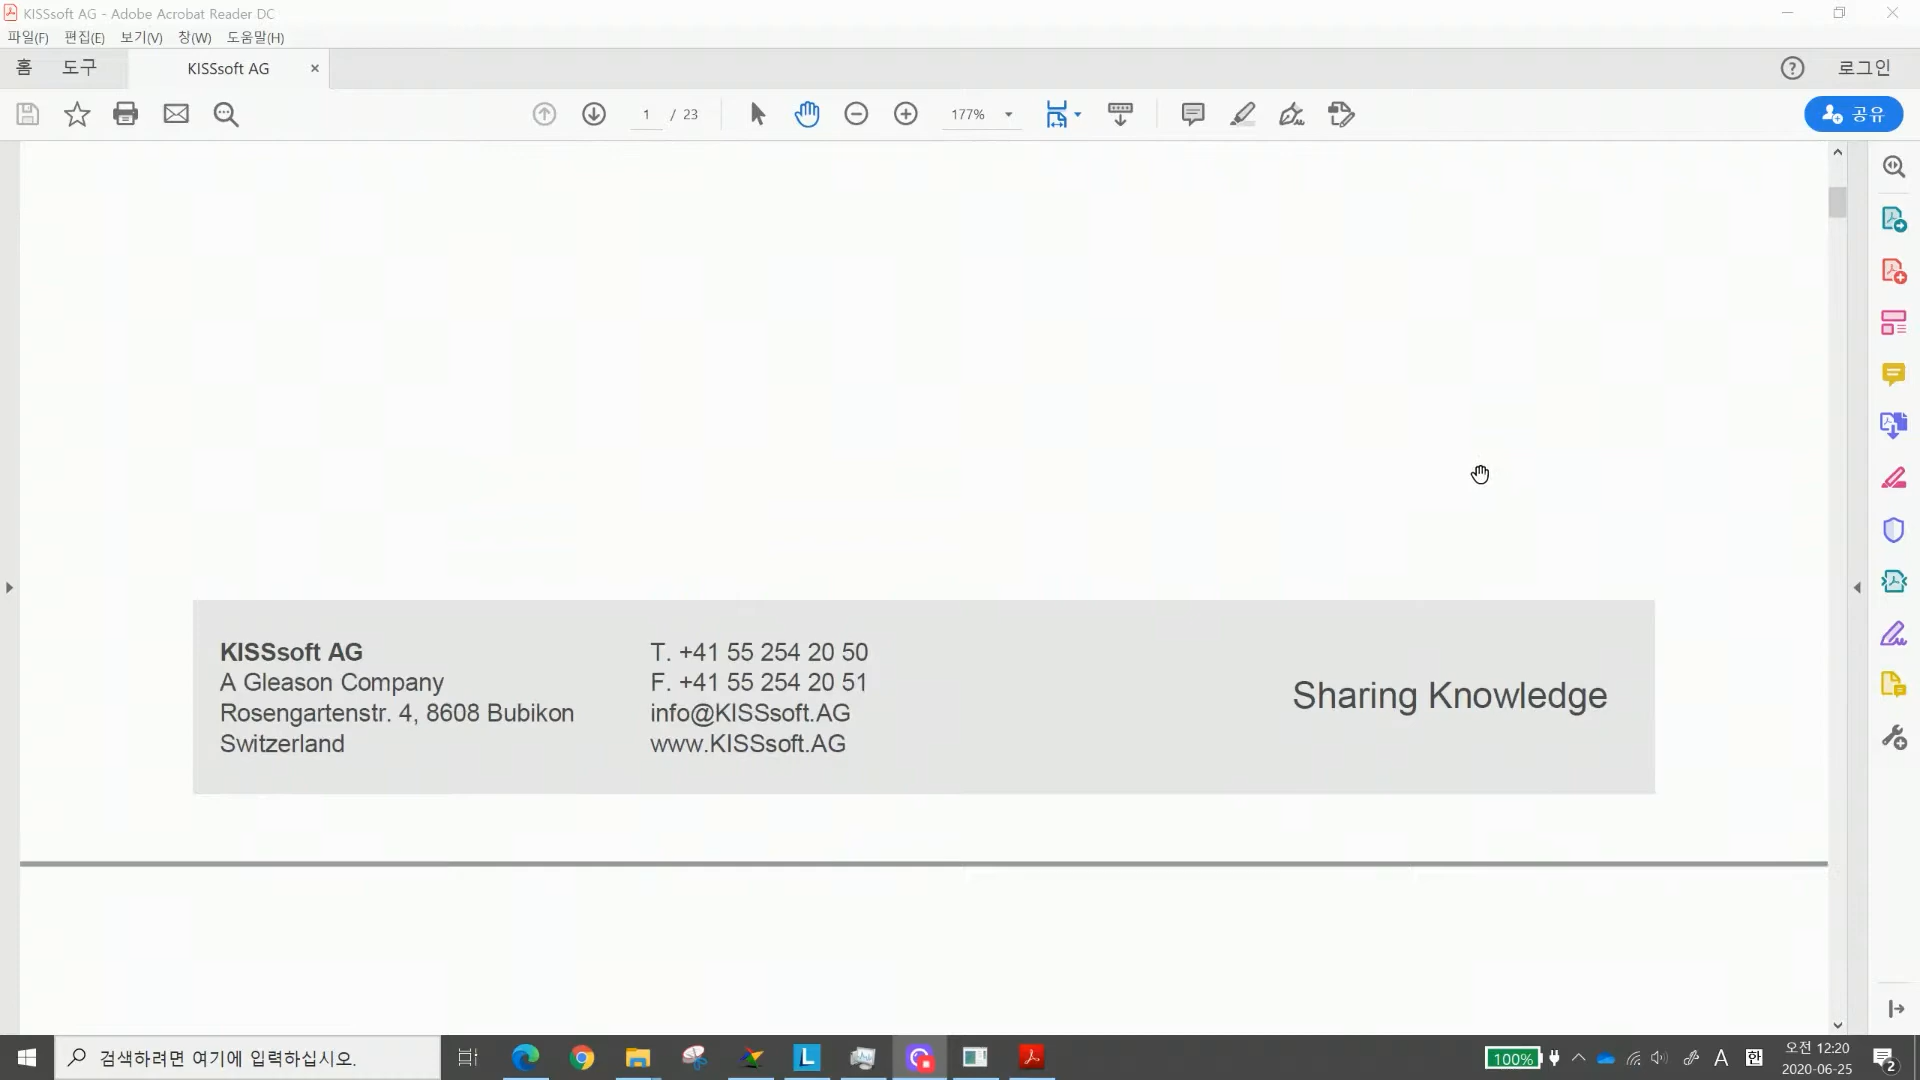 KISSsoft AG - Adobe Acrobat Reader DC
파일(F) 편집(E) 보기(V) 창(W) 도움말(H)
홈 도구 KISSsoft AG 로그인
1 / 23 177% 공유
KISSsoft AG
A Gleason Company
Rosengartenstr. 4, 8608 Bubikon
Switzerland
T. +41 55 254 20 50
F. +41 55 254 20 51
info@KISSsoft.AG
www.KISSsoft.AG
Sharing Knowledge
검색하려면 여기에 입력하십시오.
L
100% A 한 오전 12:20
2020-06-25
2